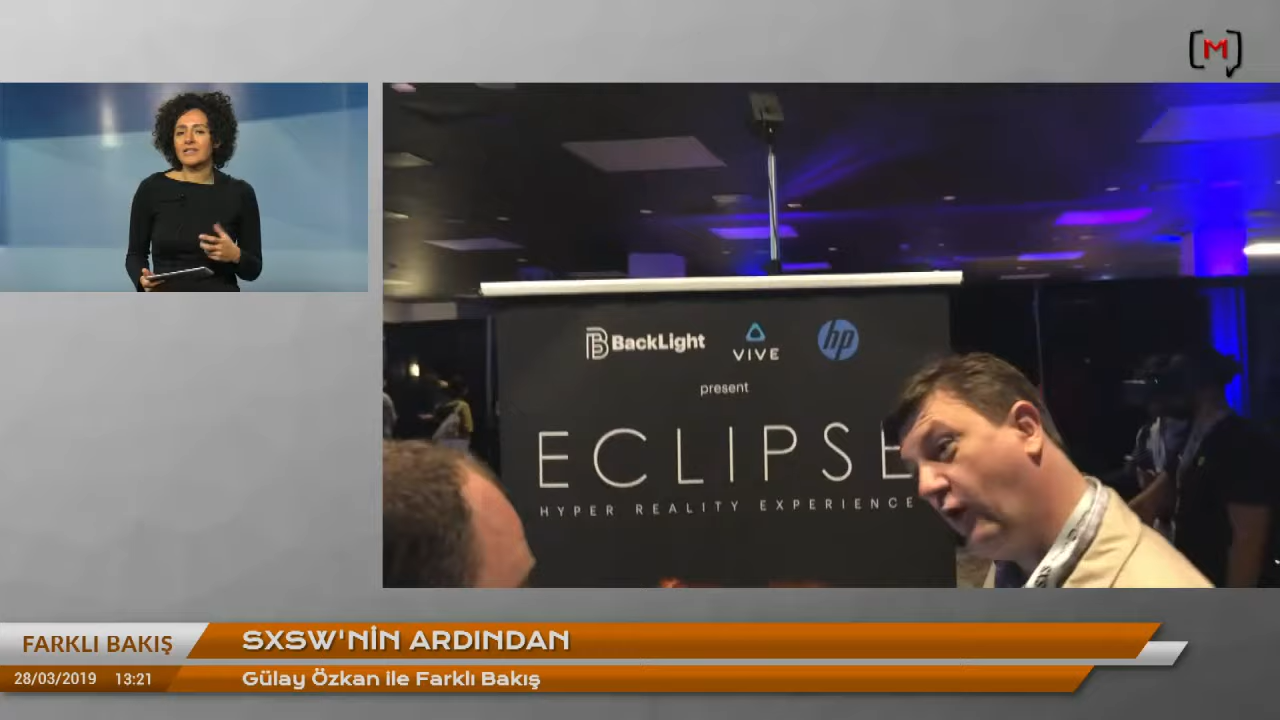 [M]
BackLight
VIVE
hp
present
ECLIPSE
HYPER REALITY EXPERIENCE
FARKLI BAKIŞ
SXSW'NİN ARDINDAN
28/03/2019 13:21
Gülay Özkan ile Farklı Bakış